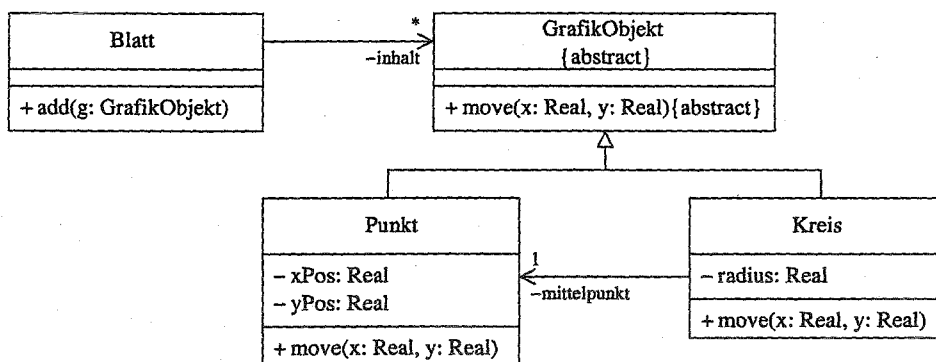 Blatt
+ add(g: GrafikObjekt)
*
–inhalt
GrafikObjekt
{abstract}
+ move(x: Real, y: Real){abstract}
Punkt
– xPos: Real
– yPos: Real
+ move(x: Real, y: Real)
1
–mittelpunkt
Kreis
– radius: Real
+ move(x: Real, y: Real)